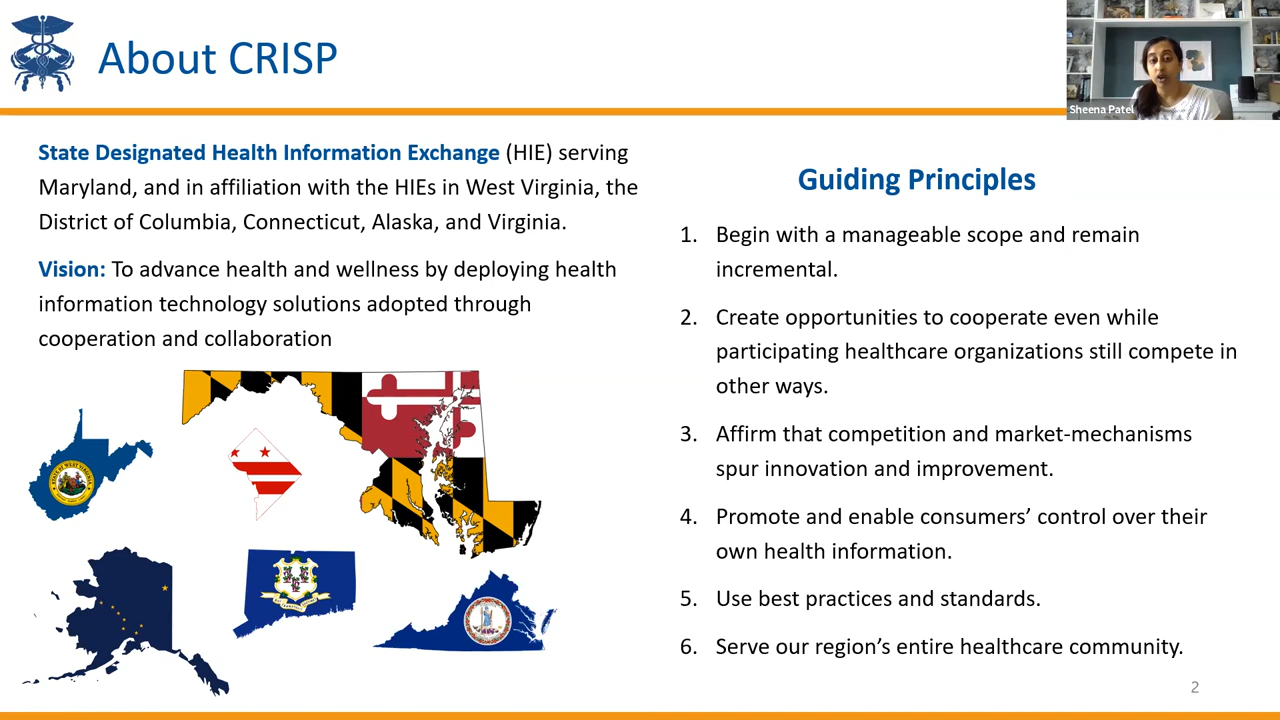 About CRISP
Sheena Patel
State Designated Health Information Exchange (HIE) serving
Maryland, and in affiliation with the HIEs in West Virginia, the
District of Columbia, Connecticut, Alaska, and Virginia.
Vision: To advance health and wellness by deploying health
information technology solutions adopted through
cooperation and collaboration
Guiding Principles
1. Begin with a manageable scope and remain
incremental.
2. Create opportunities to cooperate even while
participating healthcare organizations still compete in
other ways.
3. Affirm that competition and market-mechanisms
spur innovation and improvement.
4. Promote and enable consumers’ control over their
own health information.
5. Use best practices and standards.
6. Serve our region’s entire healthcare community.
2